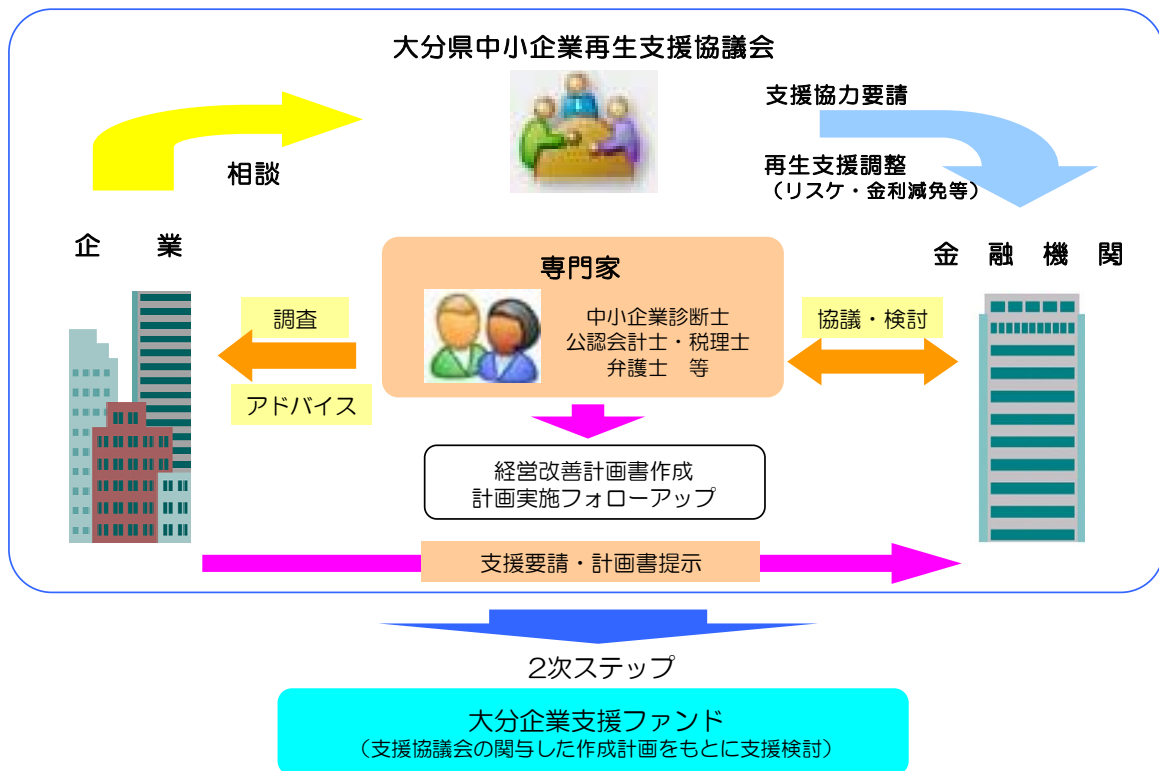 大分県中小企業再生支援協議会
支援協力要請
相談
再生支援調整
（リスケ・金利減免等）
企　業
専門家
金　融　機　関
中小企業診断士
公認会計士・税理士
弁護士　等
調査
アドバイス
協議・検討
経営改善計画書作成
計画実施フォローアップ
支援要請・計画書提示
2次ステップ
大分企業支援ファンド
（支援協議会の関与した作成計画をもとに支援検討）